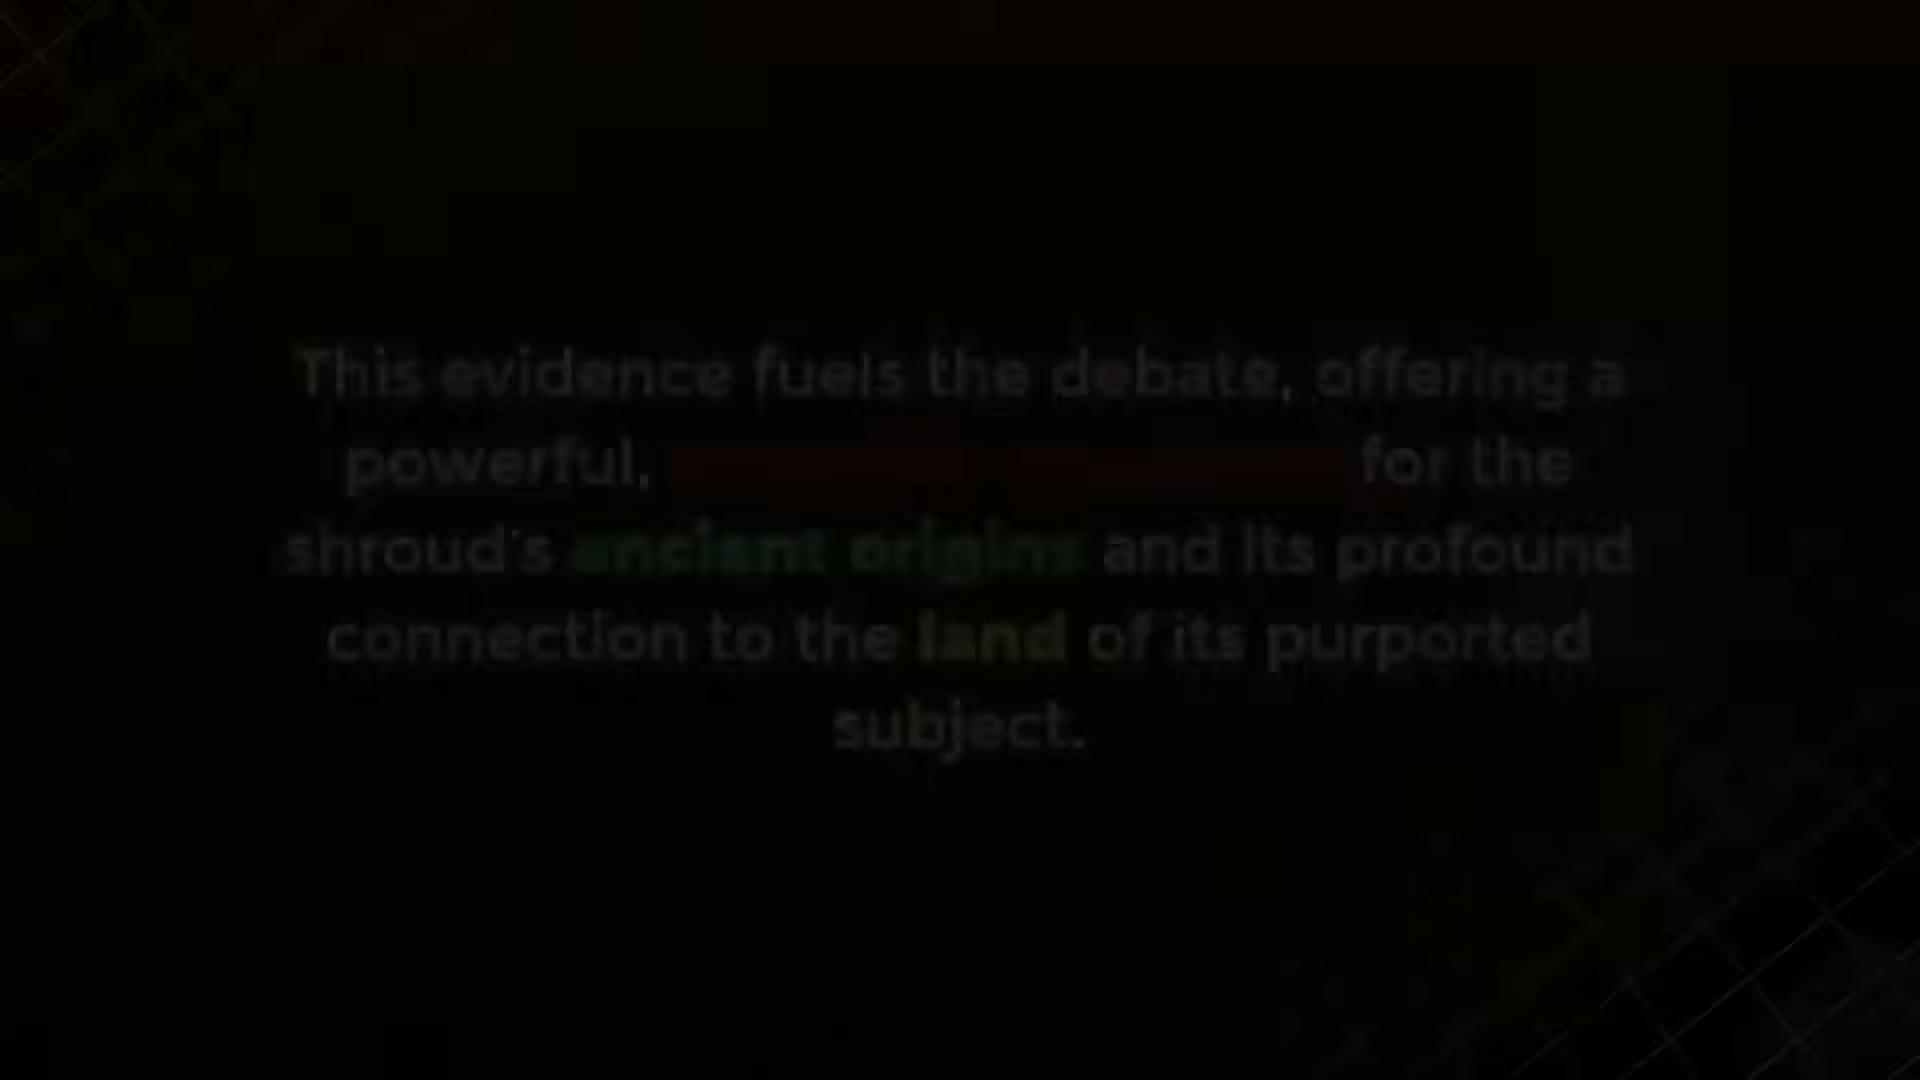 This evidence fuels the debate, offering a
powerful, for the
shroud's ancient origins and its profound
connection to the land of its purported
subject.